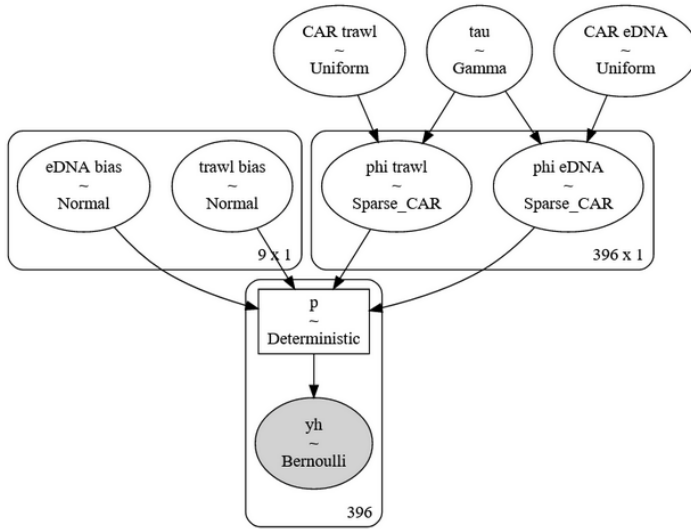 CAR trawl
~
Uniform
tau
~
Gamma
CAR eDNA
~
Uniform
eDNA bias
~
Normal
trawl bias
~
Normal
9 x 1
phi trawl
~
Sparse_CAR
phi eDNA
~
Sparse_CAR
396 x 1
p
~
Deterministic
yh
~
Bernoulli
396